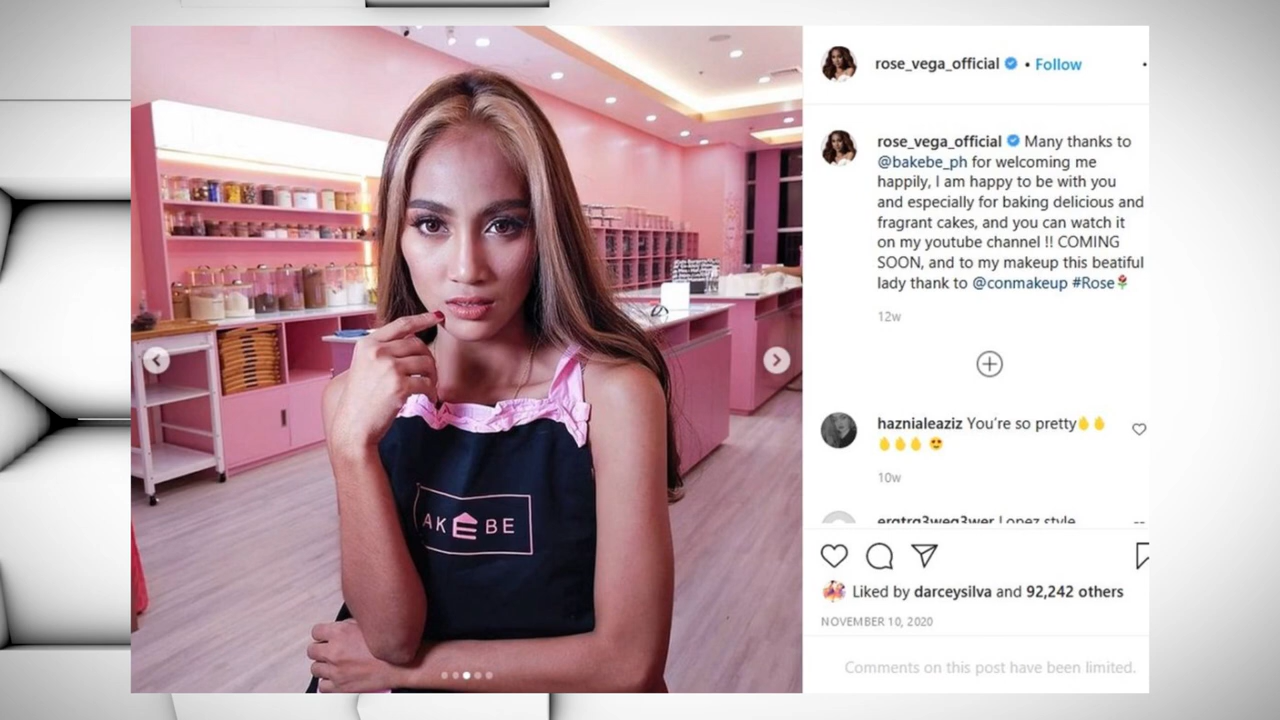 rose_vega_official • Follow
rose_vega_official Many thanks to
@bakebe_ph for welcoming me
happily, I am happy to be with you
and especially for baking delicious and
fragrant cakes, and you can watch it
on my youtube channel !! COMING
SOON, and to my makeup this beatiful
lady thank to @conmakeup #Rose🌹
12w
haznialeaziz You're so pretty
😍
10w
AKEBE
Liked by darceysilva and 92,242 others
NOVEMBER 10, 2020
Comments on this post have been limited.